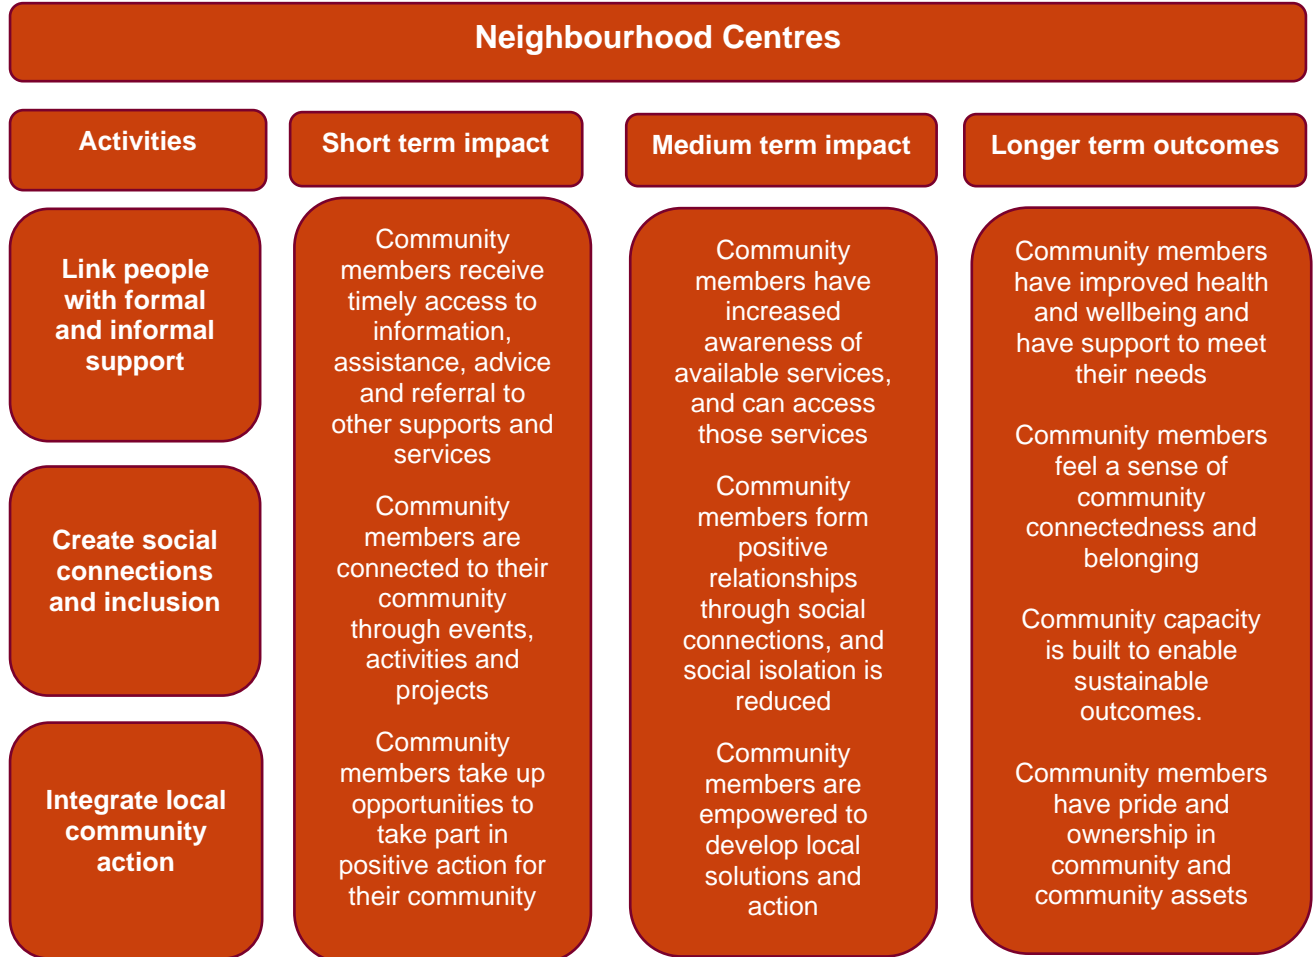 Neighbourhood Centres
Activities
Short term impact
Medium term impact
Longer term outcomes
Link people
with formal
and informal
support
Create social
connections
and inclusion
Integrate local
community
action
Community
members receive
timely access to
information,
assistance, advice
and referral to
other supports and
services
Community
members are
connected to their
community
through events,
activities and
projects
Community
members take up
opportunities to
take part in
positive action for
their community
Community
members have
increased
awareness of
available services,
and can access
those services
Community
members form
positive
relationships
through social
connections, and
social isolation is
reduced
Community
members are
empowered to
develop local
solutions and
action
Community members
have improved health
and wellbeing and
have support to meet
their needs
Community members
feel a sense of
community
connectedness and
belonging
Community capacity
is built to enable
sustainable
outcomes.
Community members
have pride and
ownership in
community and
community assets